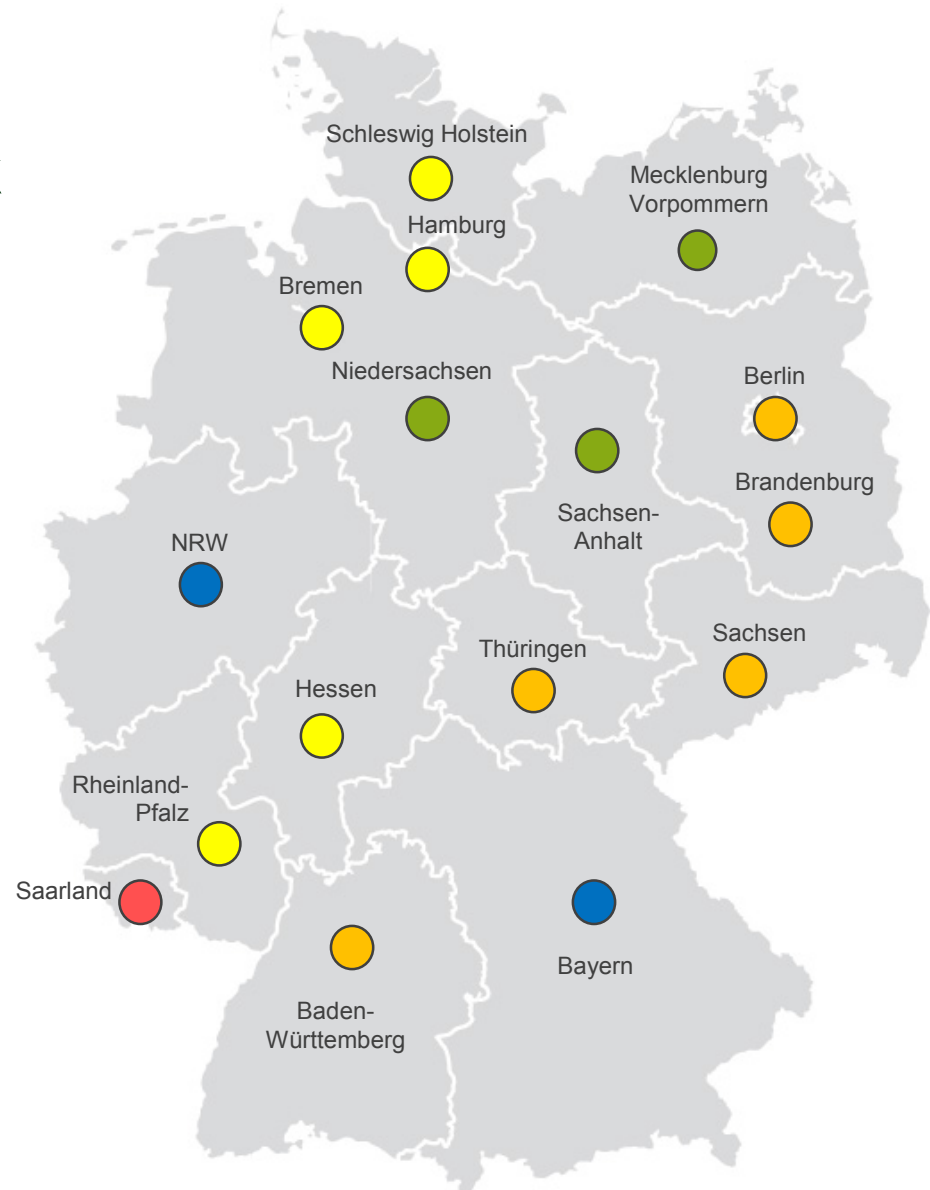 Schleswig Holstein
Mecklenburg
Vorpommern
Hamburg
Bremen
Niedersachsen
Berlin
Brandenburg
Sachsen-
Anhalt
NRW
Sachsen
Thüringen
Hessen
Rheinland-
Pfalz
Saarland
Bayern
Baden-
Württemberg